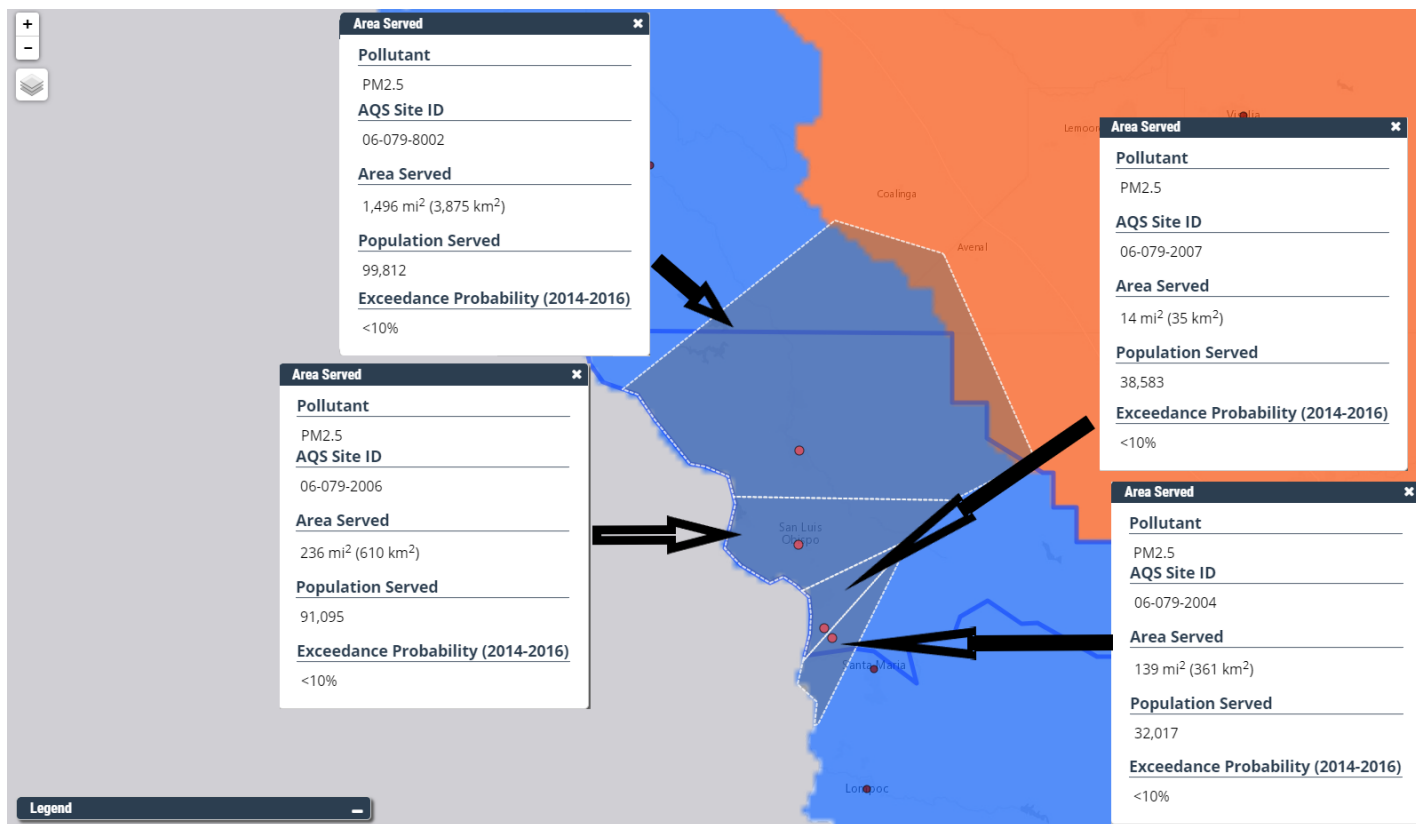 +
−
Area Served ×
Pollutant
PM2.5
AQS Site ID
06-079-8002
Area Served
1,496 mi² (3,875 km²)
Population Served
99,812
Exceedance Probability (2014-2016)
<10%
Area Served ×
Pollutant
PM2.5
AQS Site ID
06-079-2006
Area Served
236 mi² (610 km²)
Population Served
91,095
Exceedance Probability (2014-2016)
<10%
Coalinga
Avenal
San Luis
Obispo
Santa Maria
Lompoc
Visalia
Area Served ×
Pollutant
PM2.5
AQS Site ID
06-079-2007
Area Served
14 mi² (35 km²)
Population Served
38,583
Exceedance Probability (2014-2016)
<10%
Area Served ×
Pollutant
PM2.5
AQS Site ID
06-079-2004
Area Served
139 mi² (361 km²)
Population Served
32,017
Exceedance Probability (2014-2016)
<10%
Legend −